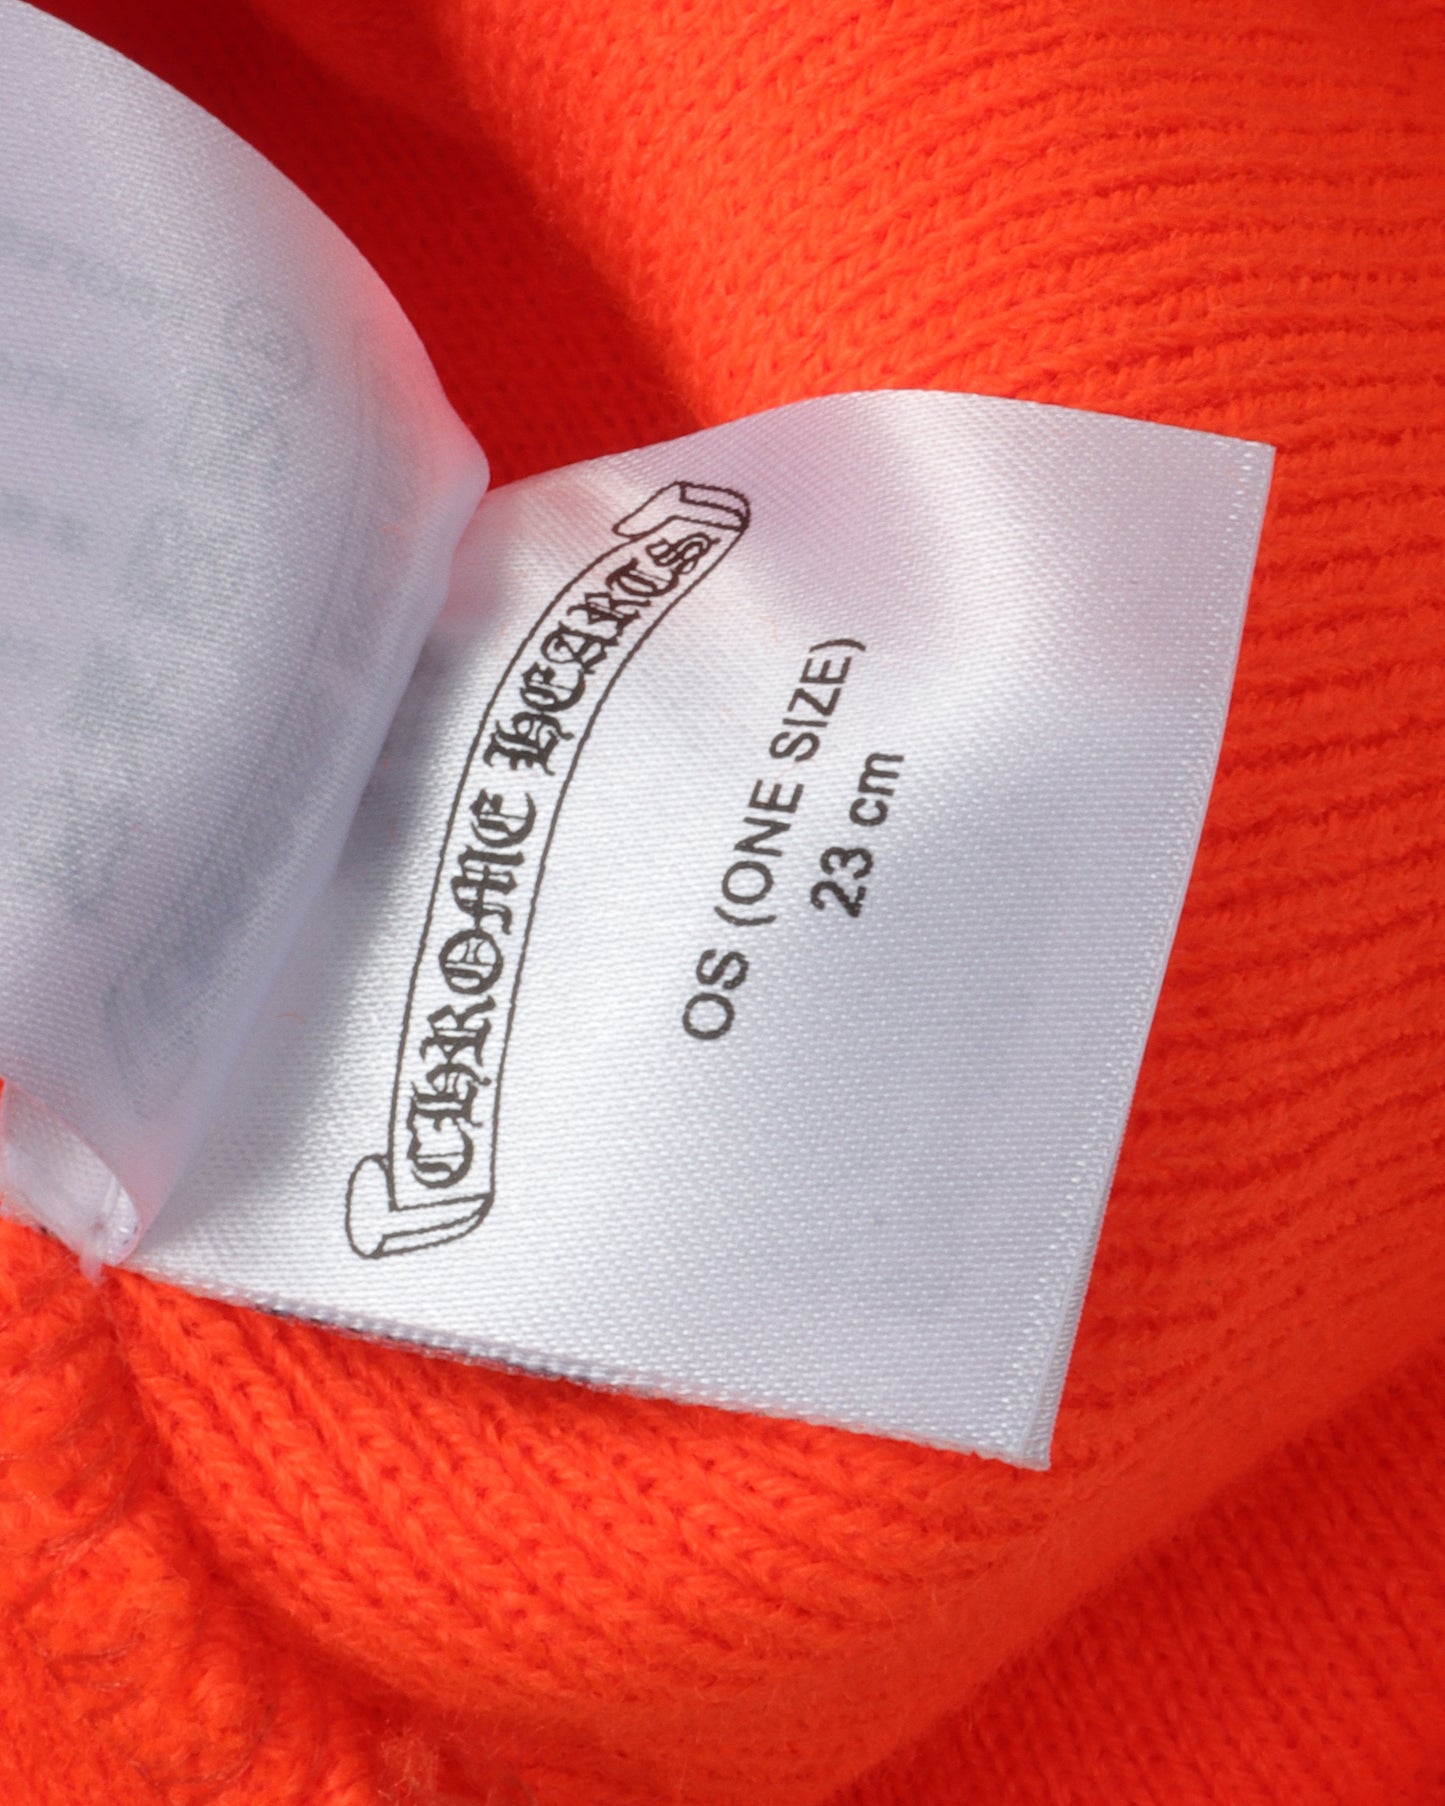 CHROME HEARTS
OS (ONE SIZE)
23 cm